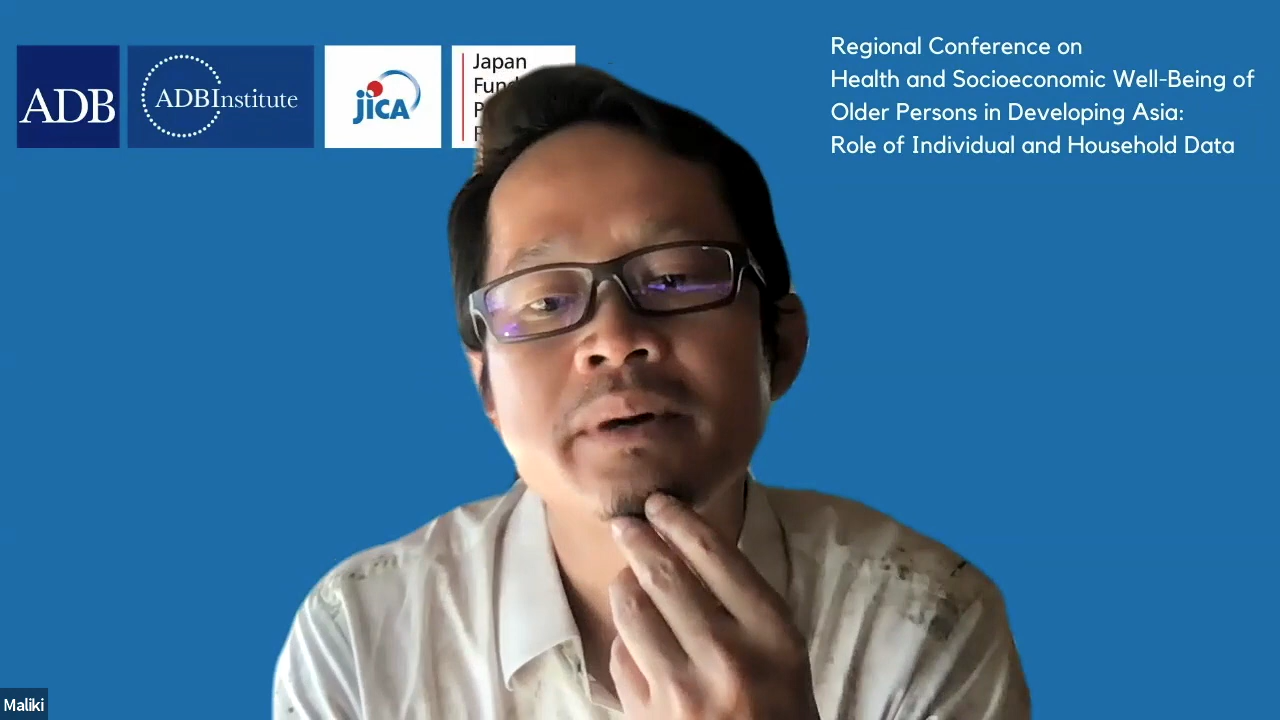 ADB
ADBInstitute
JICA
Japan
Regional Conference on
Health and Socioeconomic Well-Being of
Older Persons in Developing Asia:
Role of Individual and Household Data
Maliki